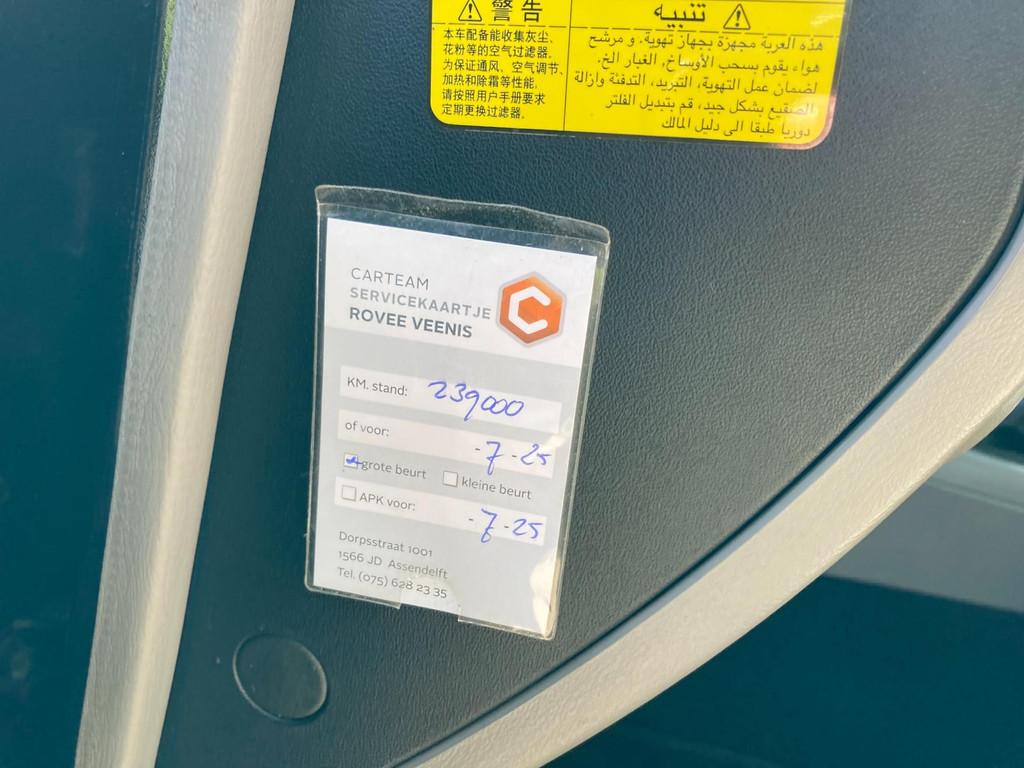 警告
本车配备能收集灰尘、
花粉等的空气过滤器。
为保证通风、空气调节、
加热和除霜等性能，
请按照用户手册要求
定期更换过滤器。
تنبيه
هذه العربة مجهزة بجهاز تهوية. و مرشح
هواء يقوم بسحب الأوساخ، الغبار الخ.
لضمان عمل التهوية، التبريد، التدفئة وازالة
الصقيع بشكل جيد، قم بتبديل الفلتر
دوريا طبقا الى دليل المالك
CARTEAM
SERVICEKAARTJE
ROVEE VEENIS
C
KM. stand: 239000
of voor: -7-25
grote beurt kleine beurt
APK voor: -7-25
Dorpsstraat 1001
1566 JD Assendelft
Tel. (075) 628 23 35